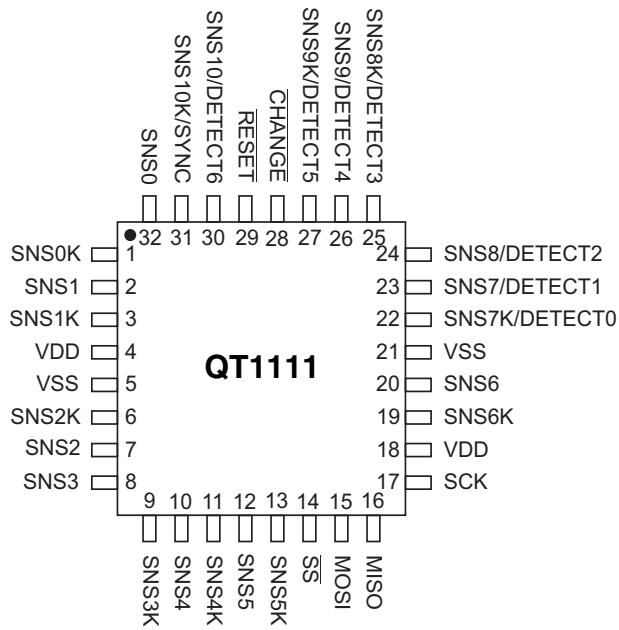 SNS0
SNS10K/SYNC
SNS10/DETECT6
RESET
CHANGE
SNS9K/DETECT5
SNS9/DETECT4
SNS8K/DETECT3
32 31 30 29 28 27 26 25
SNS0K 1
SNS1 2
SNS1K 3
VDD 4
VSS 5
SNS2K 6
SNS2 7
SNS3 8
QT1111
24 SNS8/DETECT2
23 SNS7/DETECT1
22 SNS7K/DETECT0
21 VSS
20 SNS6
19 SNS6K
18 VDD
17 SCK
9 10 11 12 13 14 15 16
SNS3K
SNS4
SNS4K
SNS5
SNS5K
SS
MOSI
MISO